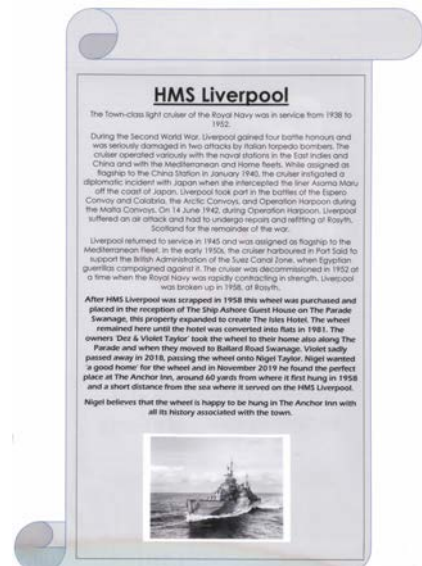 HMS Liverpool
The Town-class light cruiser of the Royal Navy was in service from 1938 to
1952.
During the Second World War, Liverpool gained four battle honours and
was seriously damaged in two attacks by Italian torpedo bombers. The
cruiser operated variously with the naval stations in the East Indies and
China and with the Mediterranean and Home fleets. While assigned as
flagship to the China Station in January 1940, the cruiser instigated a
diplomatic incident with Japan when she intercepted the liner Asama Maru
off the coast of Japan. Liverpool took part in the battles of the Espero
Convoy and Calabria, the Arctic Convoys, and Operation Harpoon during
the Malta Convoys. On 14 June 1942, during Operation Harpoon, Liverpool
suffered an air attack and had to undergo repairs and refitting at Rosyth,
Scotland for the remainder of the war.
Liverpool returned to service in 1945 and was assigned as flagship to the
Mediterranean Fleet. In the early 1950s, the cruiser harboured in Port Said to
support the British Administration of the Suez Canal Zone, when Egyptian
guerrillas campaigned against it. The cruiser was decommissioned in 1952 at
a time when the Royal Navy was rapidly contracting in strength. Liverpool
was broken up in 1958, at Rosyth.
After HMS Liverpool was scrapped in 1958 this wheel was purchased and
placed in the reception of The Ship Ashore Guest House on The Parade
Swanage, this property expanded to create The Isles Hotel. The wheel
remained here until the hotel was converted into flats in 1981. The
owners 'Dez & Violet Taylor' took the wheel to their home also along The
Parade and when they moved to Ballard Road Swanage, Violet sadly
passed away in 2018, passing the wheel onto Nigel Taylor. Nigel wanted
'a good home' for the wheel and in November 2019 he found the perfect
place at The Anchor Inn, around 60 yards from where it first hung in 1958
and a short distance from the sea where it served on the HMS Liverpool.
Nigel believes that the wheel is happy to be hung in The Anchor Inn with
all its history associated with the town.